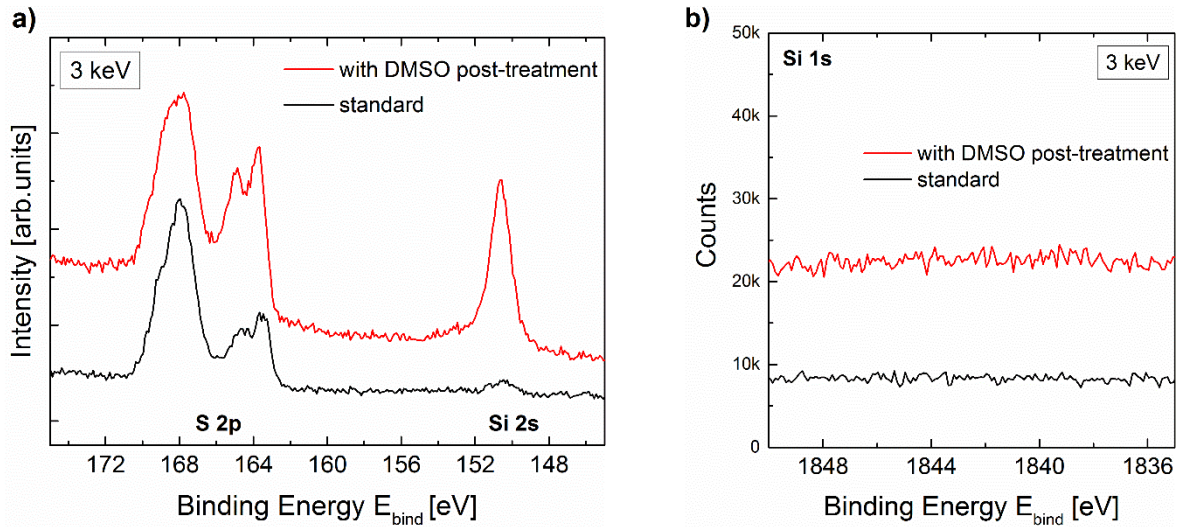 a)
3 keV
with DMSO post-treatment
standard
Intensity [arb.units]
S 2p
Si 2s
172 168 164 160 156 152 148
Binding Energy E_bind [eV]
b)
Si 1s
3 keV
with DMSO post-treatment
standard
Counts
50k
40k
30k
20k
10k
0
1848 1844 1840 1836
Binding Energy E_bind [eV]